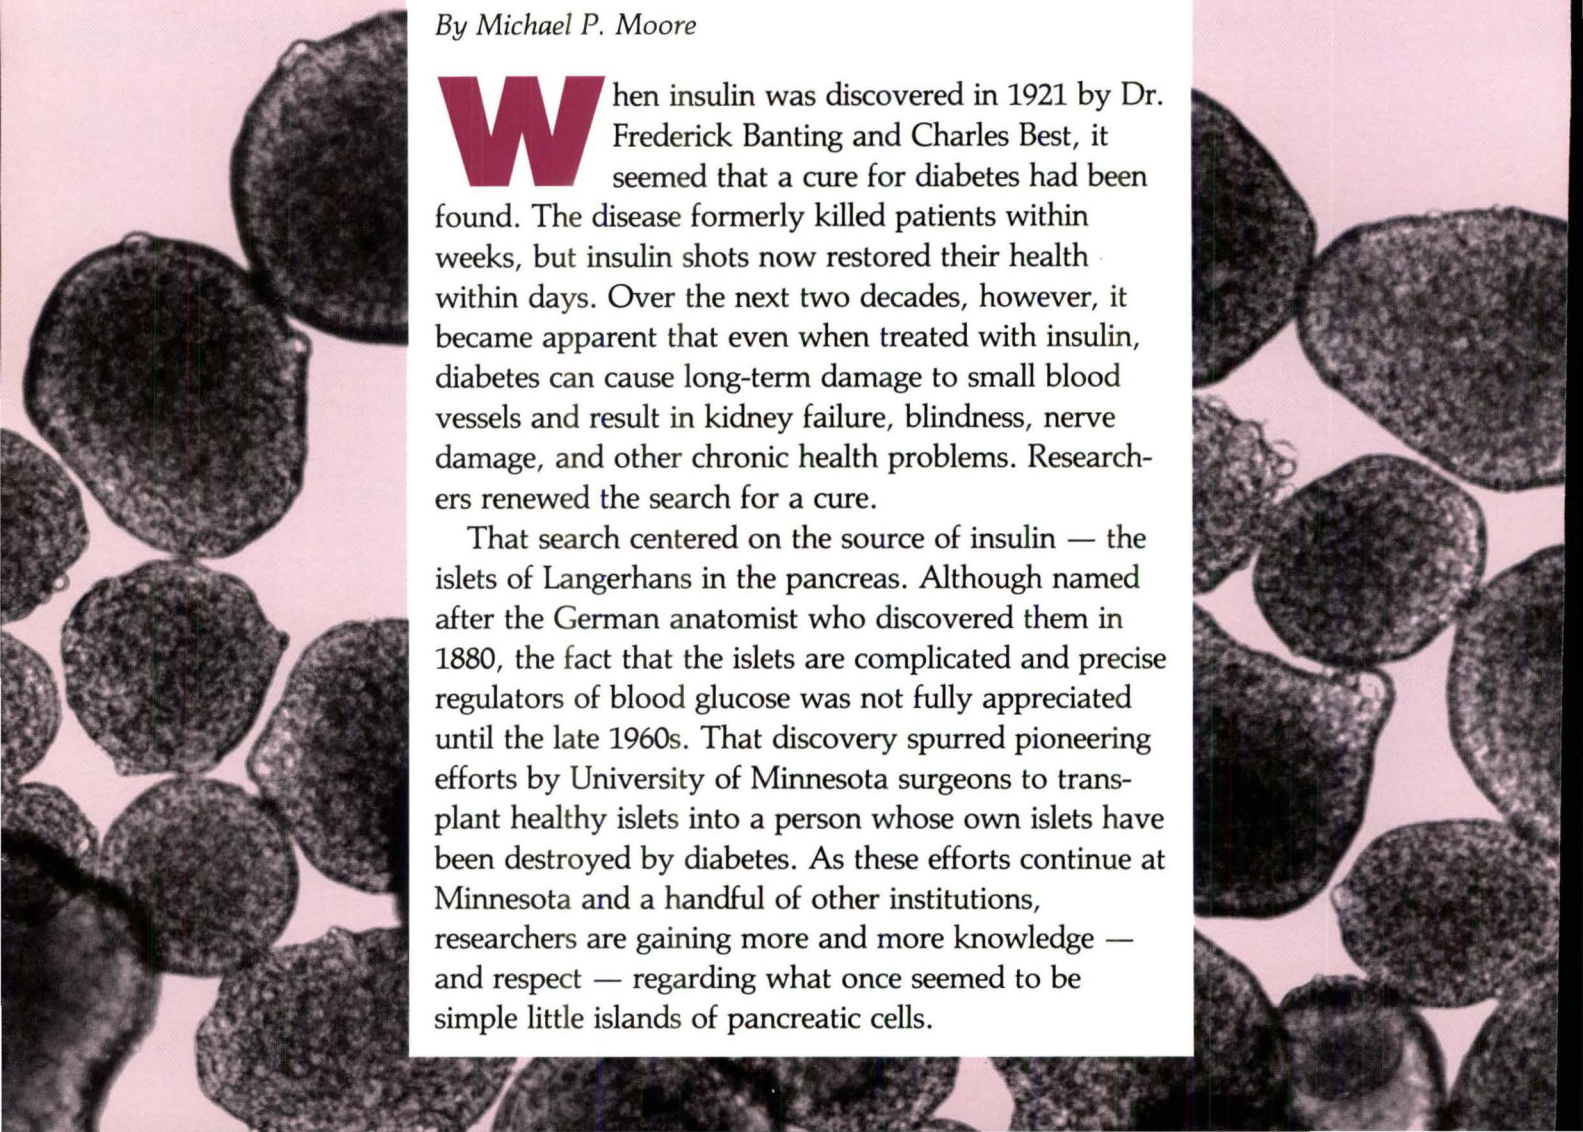 By Michael P. Moore
When insulin was discovered in 1921 by Dr.
Frederick Banting and Charles Best, it
seemed that a cure for diabetes had been
found. The disease formerly killed patients within
weeks, but insulin shots now restored their health
within days. Over the next two decades, however, it
became apparent that even when treated with insulin,
diabetes can cause long-term damage to small blood
vessels and result in kidney failure, blindness, nerve
damage, and other chronic health problems. Research-
ers renewed the search for a cure.
That search centered on the source of insulin — the
islets of Langerhans in the pancreas. Although named
after the German anatomist who discovered them in
1880, the fact that the islets are complicated and precise
regulators of blood glucose was not fully appreciated
until the late 1960s. That discovery spurred pioneering
efforts by University of Minnesota surgeons to trans-
plant healthy islets into a person whose own islets have
been destroyed by diabetes. As these efforts continue at
Minnesota and a handful of other institutions,
researchers are gaining more and more knowledge —
and respect — regarding what once seemed to be
simple little islands of pancreatic cells.